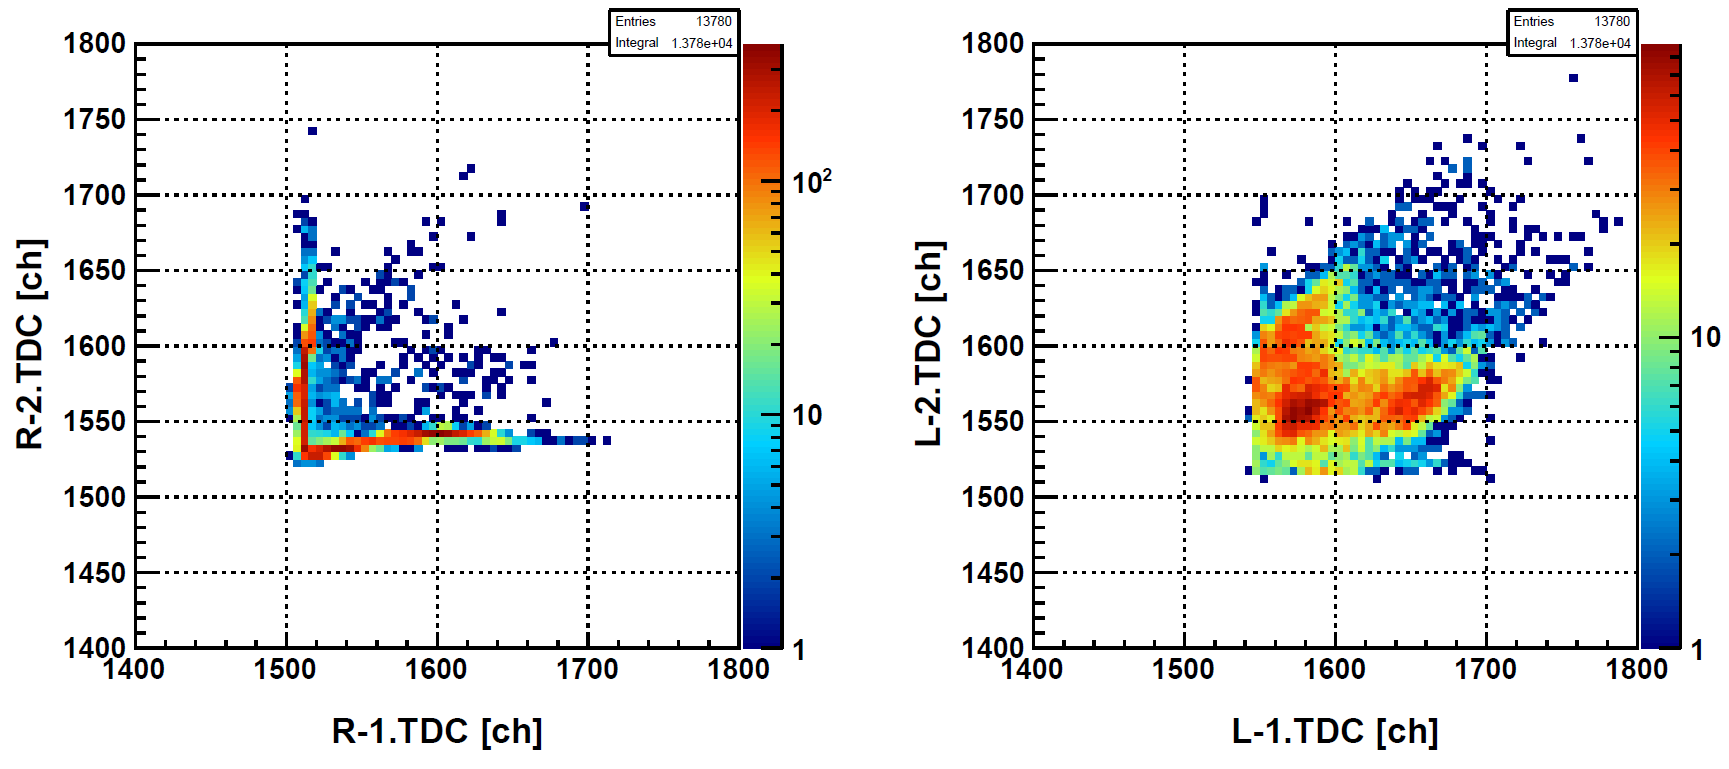 Entries 13780
Integral 1.378e+04
1800
1750
1700
1650
1600
1550
1500
1450
1400
1400 1500 1600 1700 1800
R-2.TDC [ch]
R-1.TDC [ch]
10²
10
1
Entries 13780
Integral 1.378e+04
1800
1750
1700
1650
1600
1550
1500
1450
1400
1400 1500 1600 1700 1800
L-2.TDC [ch]
L-1.TDC [ch]
10
1